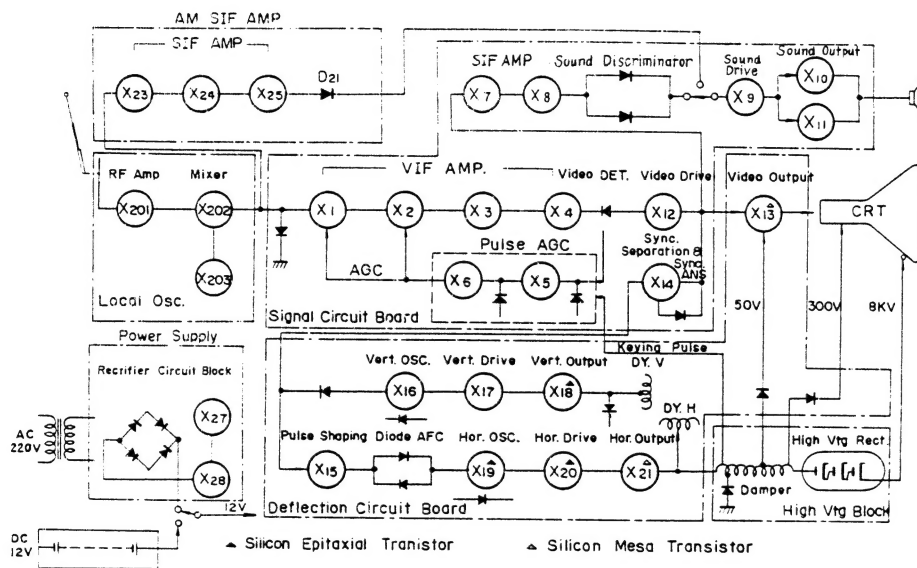 AM SIF AMP
SIF AMP
X23 X24 X25 D21
SIF AMP Sound Discriminator
X7 X8
Sound Drive
X9
Sound Output
X10
X11
RF Amp Mixer
X201 X202
X203
Local Osc.
VIF AMP.
Video DET. Video Drive
X1 X2 X3 X4 X12
Video Output
X13
CRT
Pulse AGC
AGC X6 X5
Sync. Separation & Sync. ANS
X14
Signal Circuit Board
50V 300V 8KV
Keying Pulse
Power Supply
Rectifier Circuit Block
X27
X28
AC
220V
12V
DC
12V
Vert. OSC. Vert. Drive Vert. Output
X16 X17 X18
DY. V
DY. H
Pulse Shaping Diode AFC Hor. OSC. Hor. Drive Hor. Output
X15 X19 X20 X21
Deflection Circuit Board
High Vtg Rect.
Damper
High Vtg Block
▲ Silicon Epitaxial Tranistor △ Silicon Mesa Transistor